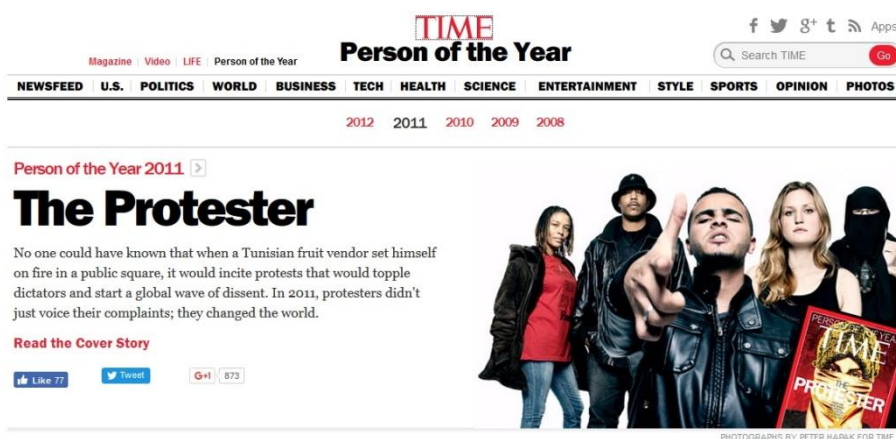 TIME
Person of the Year
Magazine Video LIFE Person of the Year
Apps
Search TIME Go
NEWSFEED U.S. POLITICS WORLD BUSINESS TECH HEALTH SCIENCE ENTERTAINMENT STYLE SPORTS OPINION PHOTOS
2012 2011 2010 2009 2008
Person of the Year 2011
The Protester
No one could have known that when a Tunisian fruit vendor set himself
on fire in a public square, it would incite protests that would topple
dictators and start a global wave of dissent. In 2011, protesters didn't
just voice their complaints; they changed the world.
Read the Cover Story
Like 77 Tweet G+1 873
PERSON OF THE YEAR
TIME
THE
PROTESTER
PHOTOGRAPHS BY PETER HAPAK FOR TIME